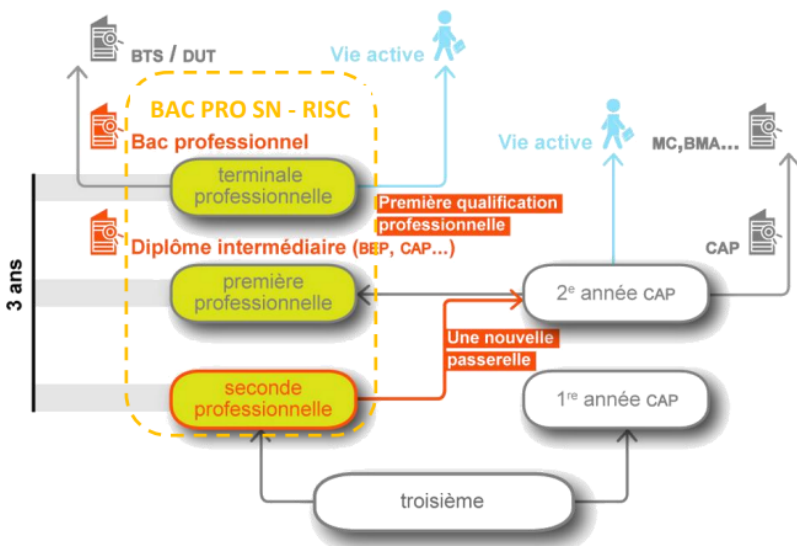 BTS / DUT
Vie active
BAC PRO SN - RISC
Bac professionnel
Vie active
MC,BMA...
terminale
professionnelle
Première qualification
professionnelle
Diplôme intermédiaire (BEP, CAP...)
CAP
3 ans
première
professionnelle
2e année CAP
Une nouvelle
passerelle
seconde
professionnelle
1re année CAP
troisième